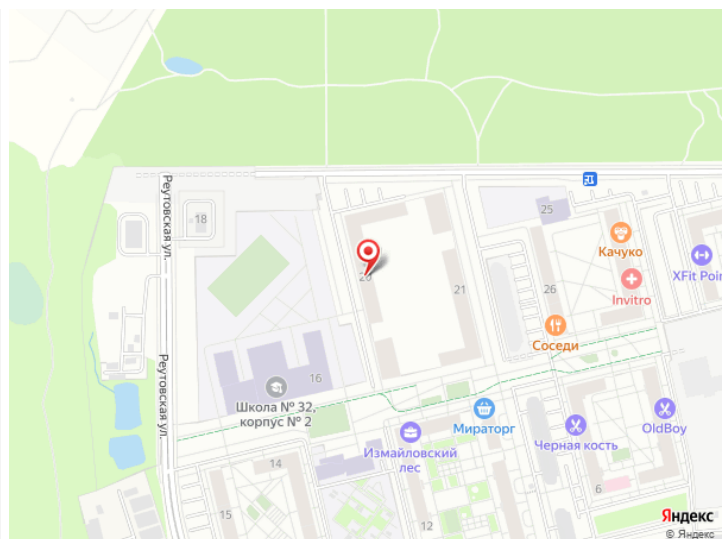 Реутовская ул.
18
25
Качуко
XFit Poin
20
21
26
Invitro
Соседи
16
Школа № 32,
корпус № 2
Реутовская ул.
Мираторг
Измайловский
лес
Черная кость
OldBoy
14
15
12
6
Яндекс
© Яндекс